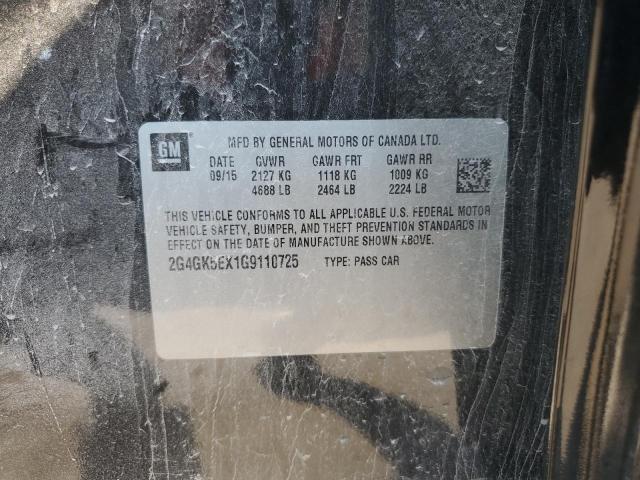 GM
MFD BY GENERAL MOTORS OF CANADA LTD.
DATE GVWR GAWR FRT GAWR RR
09/15 2127 KG 1118 KG 1009 KG
4688 LB 2464 LB 2224 LB
THIS VEHICLE CONFORMS TO ALL APPLICABLE U.S. FEDERAL MOTOR
VEHICLE SAFETY, BUMPER, AND THEFT PREVENTION STANDARDS IN
EFFECT ON THE DATE OF MANUFACTURE SHOWN ABOVE.
2G4GK5EX1G9110725 TYPE: PASS CAR